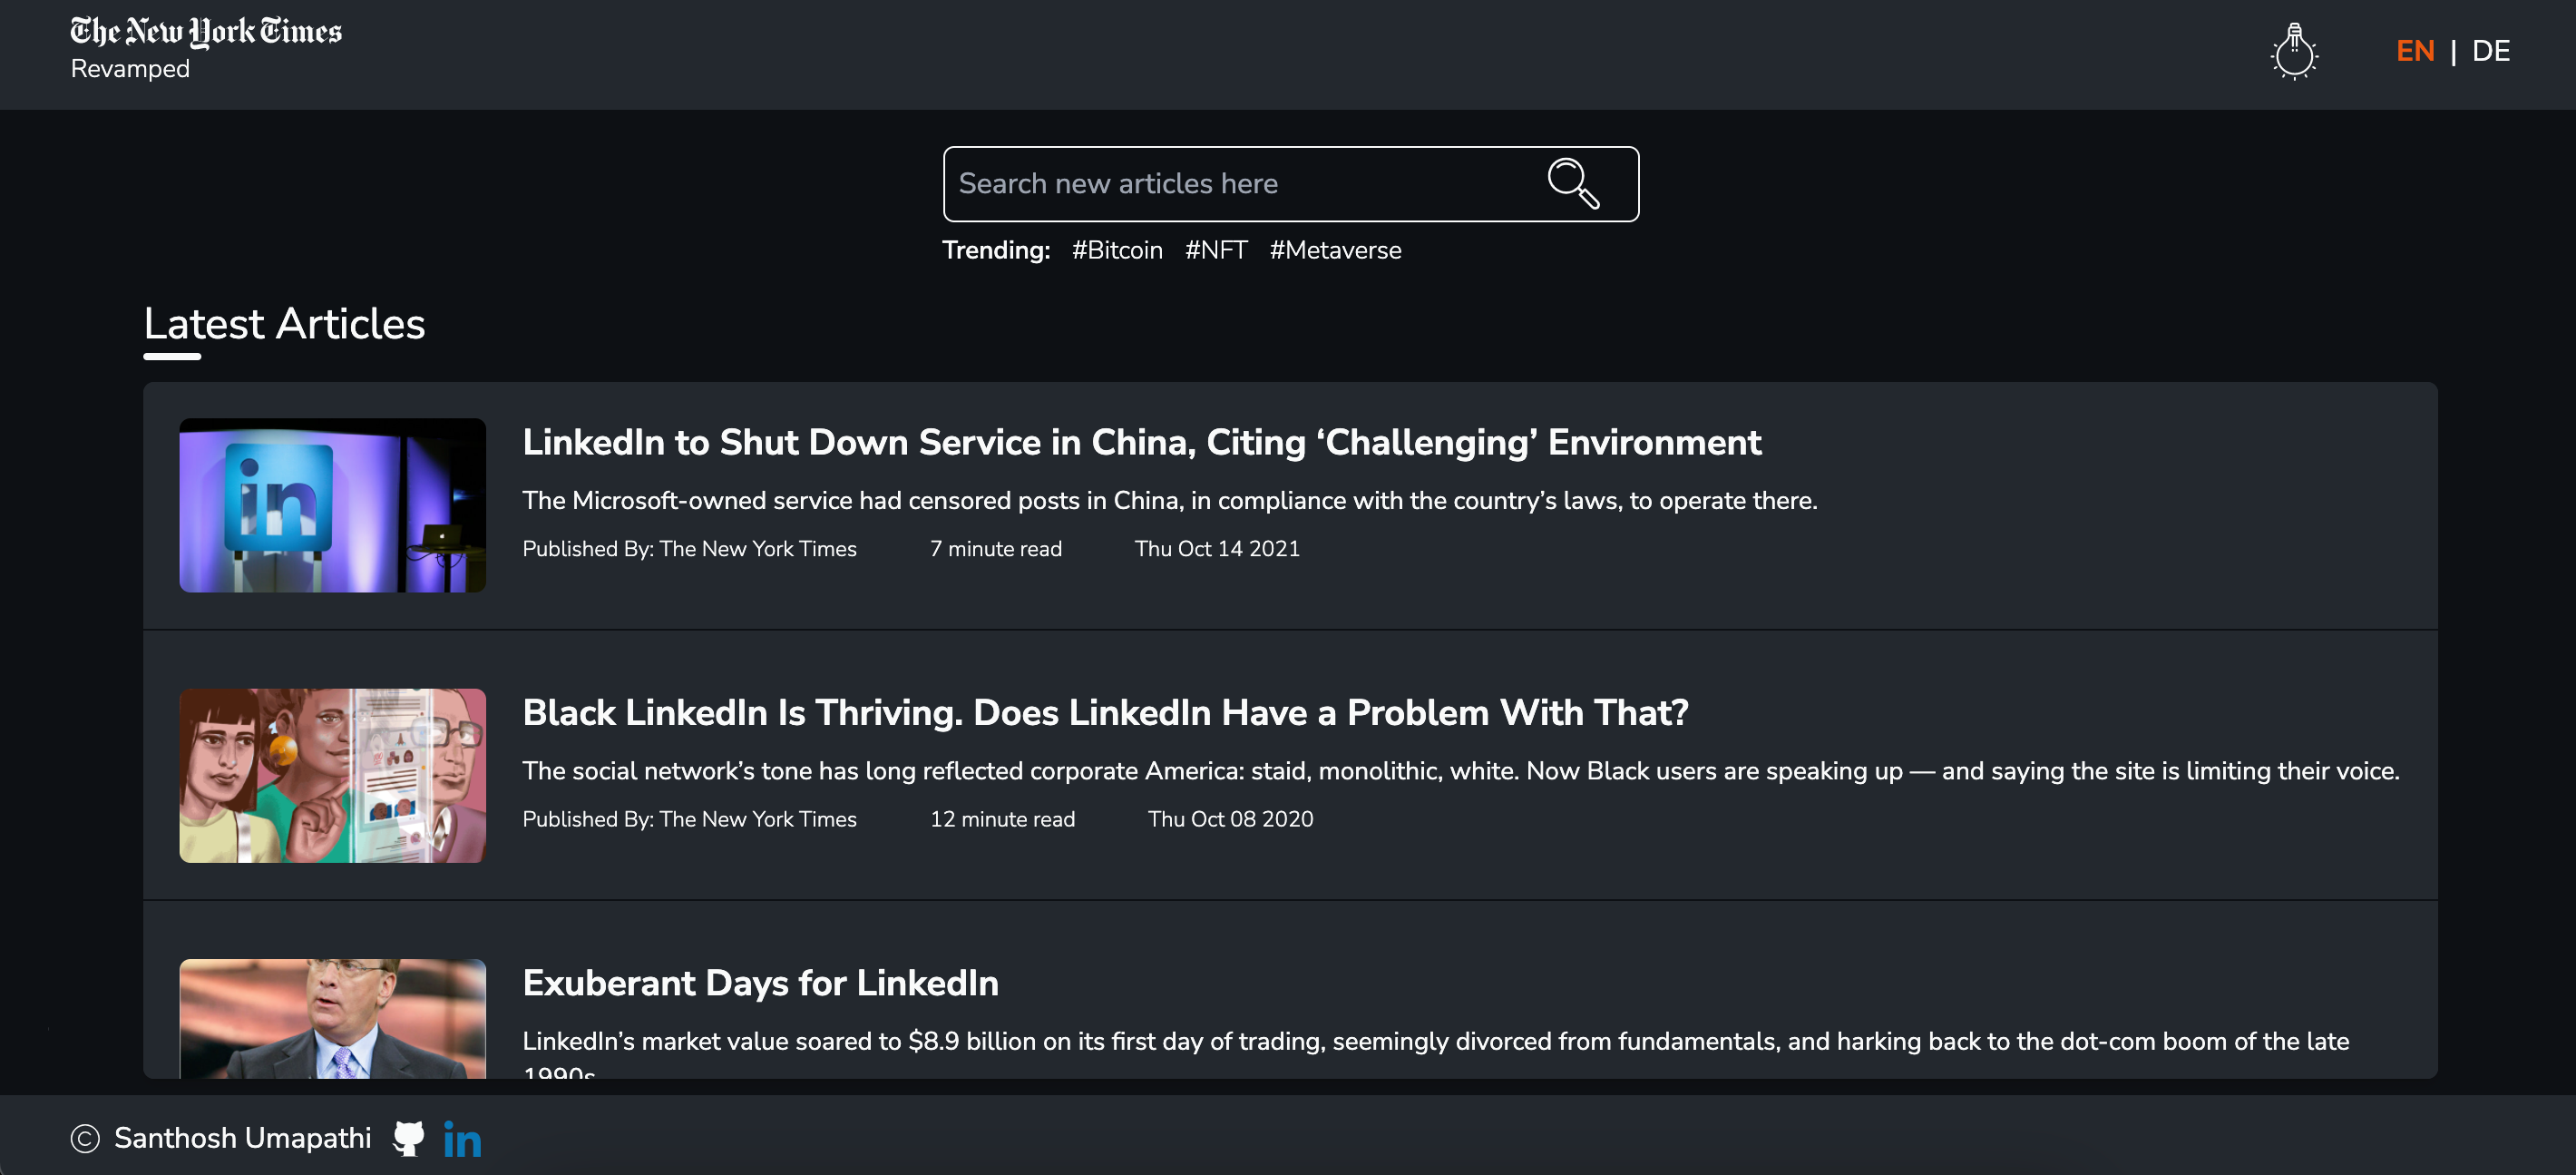 The New York Times
Revamped
EN | DE
Search new articles here
Trending: #Bitcoin #NFT #Metaverse
Latest Articles
in
LinkedIn to Shut Down Service in China, Citing ‘Challenging’ Environment
The Microsoft-owned service had censored posts in China, in compliance with the country’s laws, to operate there.
Published By: The New York Times 7 minute read Thu Oct 14 2021
Black LinkedIn Is Thriving. Does LinkedIn Have a Problem With That?
The social network’s tone has long reflected corporate America: staid, monolithic, white. Now Black users are speaking up — and saying the site is limiting their voice.
Published By: The New York Times 12 minute read Thu Oct 08 2020
Exuberant Days for LinkedIn
LinkedIn’s market value soared to $8.9 billion on its first day of trading, seemingly divorced from fundamentals, and harking back to the dot-com boom of the late
1990s.
© Santhosh Umapathi in